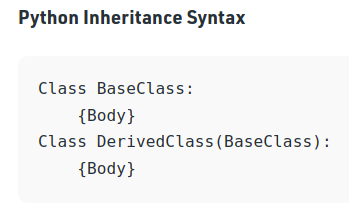 Python Inheritance Syntax
Class BaseClass:
    {Body}
Class DerivedClass(BaseClass):
    {Body}